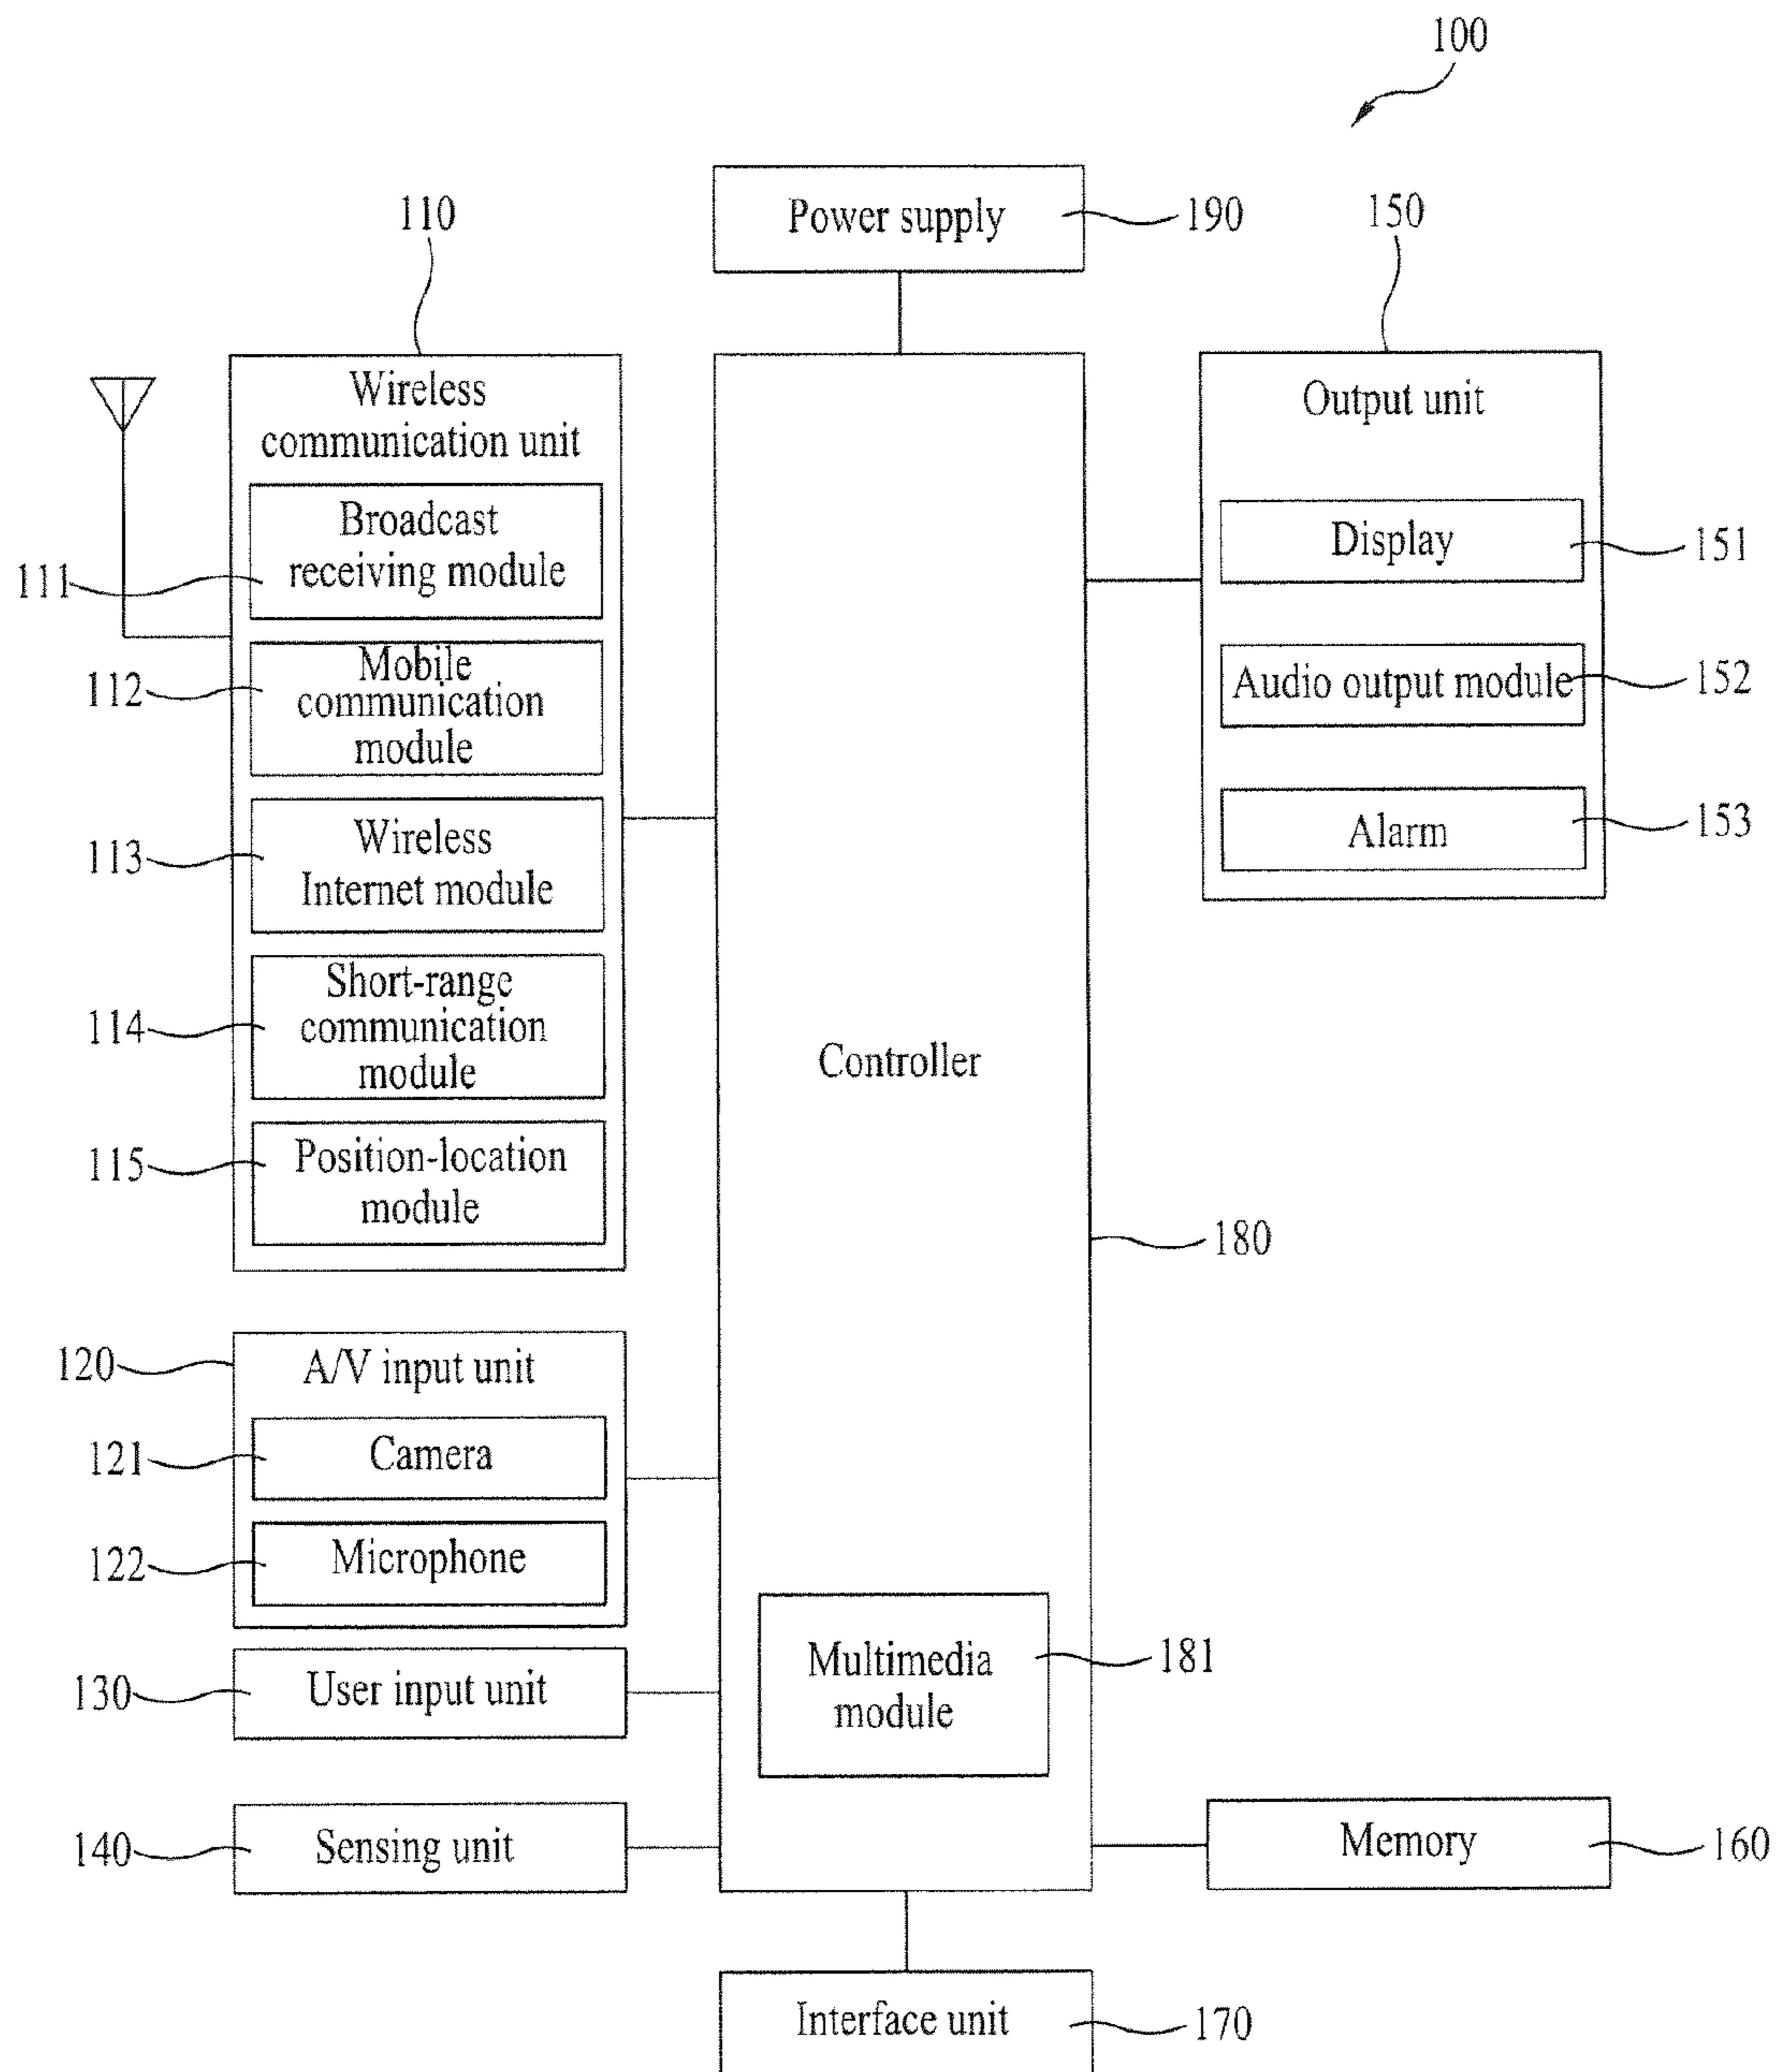 100
Power supply
190
110
150
Wireless
communication unit
Broadcast
receiving module
111
Mobile
communication
module
112
Wireless
Internet module
113
Short-range
communication
module
114
Position-location
module
115
Output unit
Display
151
Audio output module
152
Alarm
153
Controller
180
120
A/V input unit
121
Camera
122
Microphone
130
User input unit
140
Sensing unit
Multimedia
module
181
Memory
160
Interface unit
170